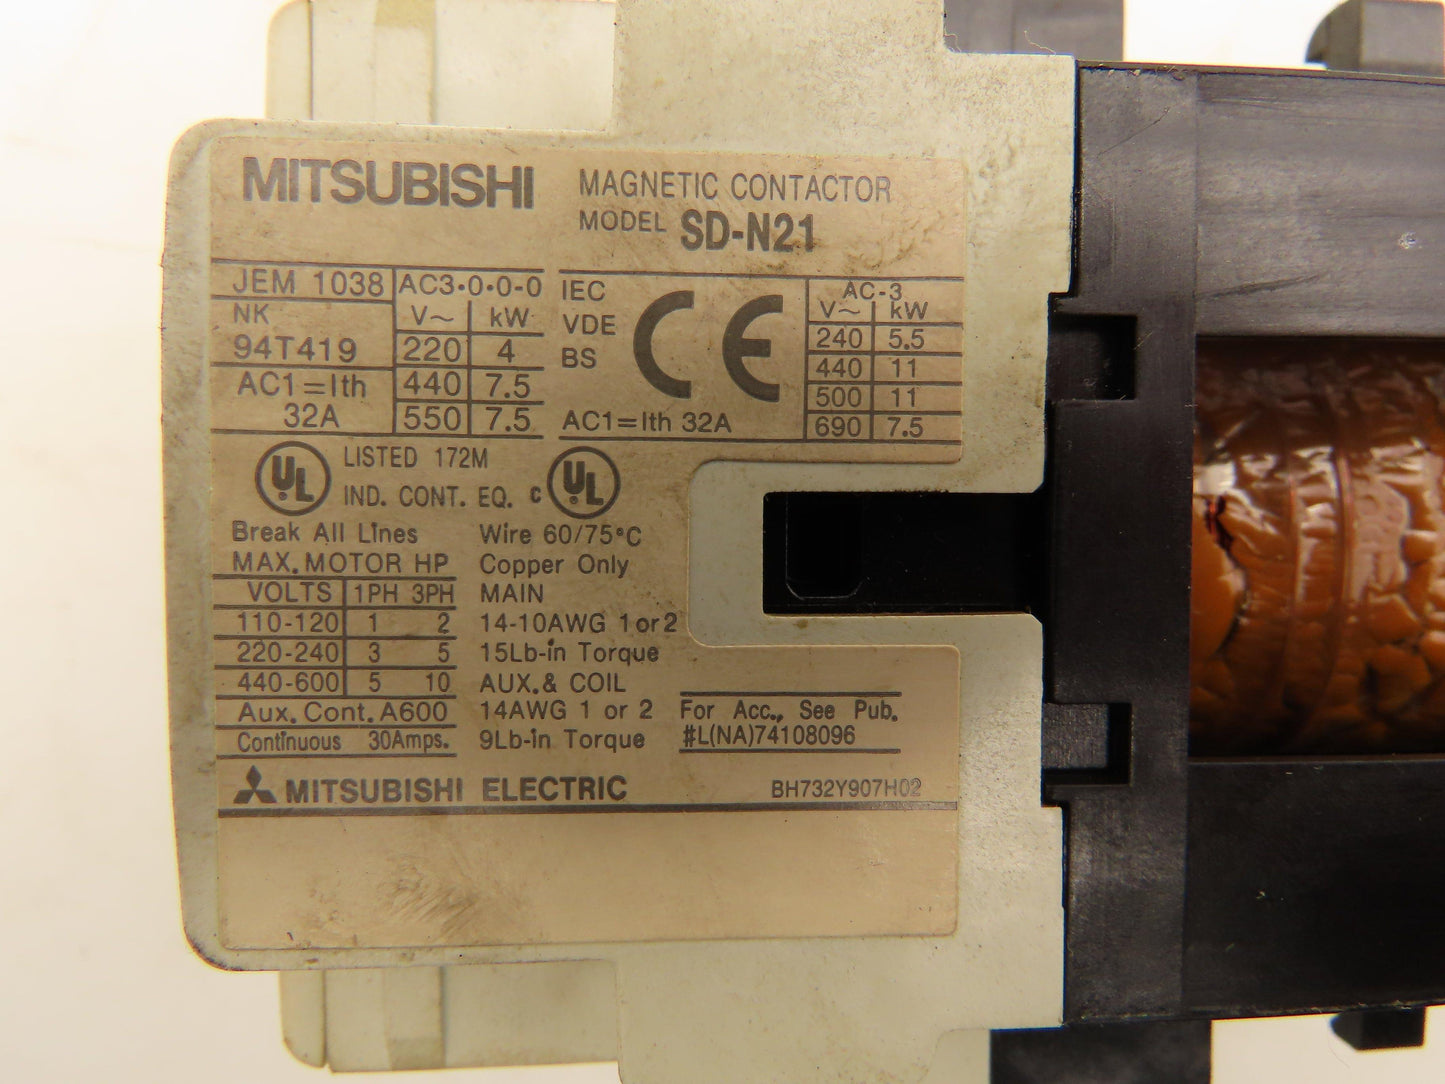 MITSUBISHI
MAGNETIC CONTACTOR
MODEL SD-N21
JEM 1038
NK
94T419
AC1=Ith
32A
AC3·0·0-0
V~ kW
220 4
440 7.5
550 7.5
IEC
VDE
BS
CE
AC1=Ith 32A
AC-3
V~ kW
240 5.5
440 11
500 11
690 7.5
UL LISTED 172M
IND. CONT. EQ. c UL
Break All Lines
MAX. MOTOR HP
VOLTS 1PH 3PH
110-120 1 2
220-240 3 5
440-600 5 10
Aux. Cont. A600
Continuous 30Amps.
Wire 60/75°C
Copper Only
MAIN
14-10AWG 1 or 2
15Lb-in Torque
AUX. & COIL
14AWG 1 or 2
9Lb-in Torque
For Acc., See Pub.
#L(NA)74108096
MITSUBISHI ELECTRIC
BH732Y907H02